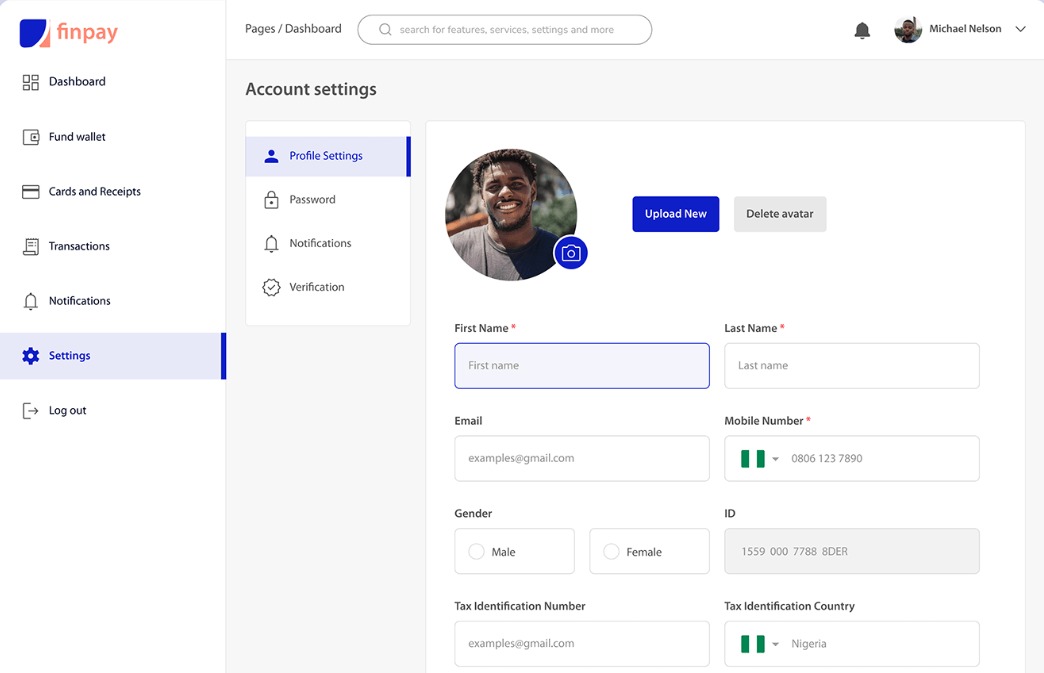 finpay
Pages / Dashboard
search for features, services, settings and more
Michael Nelson
Dashboard
Fund wallet
Cards and Receipts
Transactions
Notifications
Settings
Log out
Account settings
Profile Settings
Password
Notifications
Verification
Upload New
Delete avatar
First Name *
Last Name *
First name
Last name
Email
Mobile Number *
examples@gmail.com
0806 123 7890
Gender
ID
Male
Female
1559 000 7788 8DER
Tax Identification Number
Tax Identification Country
examples@gmail.com
Nigeria